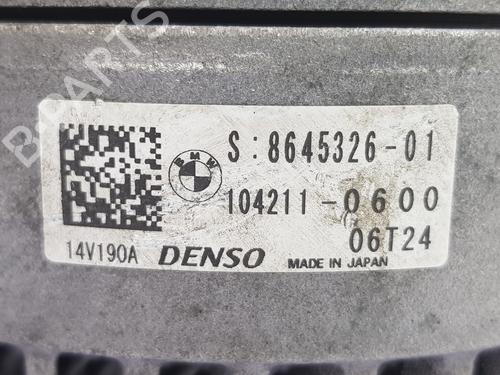 B-PARTS
BMW
S:8645326-01
104211-0600
06T24
14V190A DENSO MADE IN JAPAN